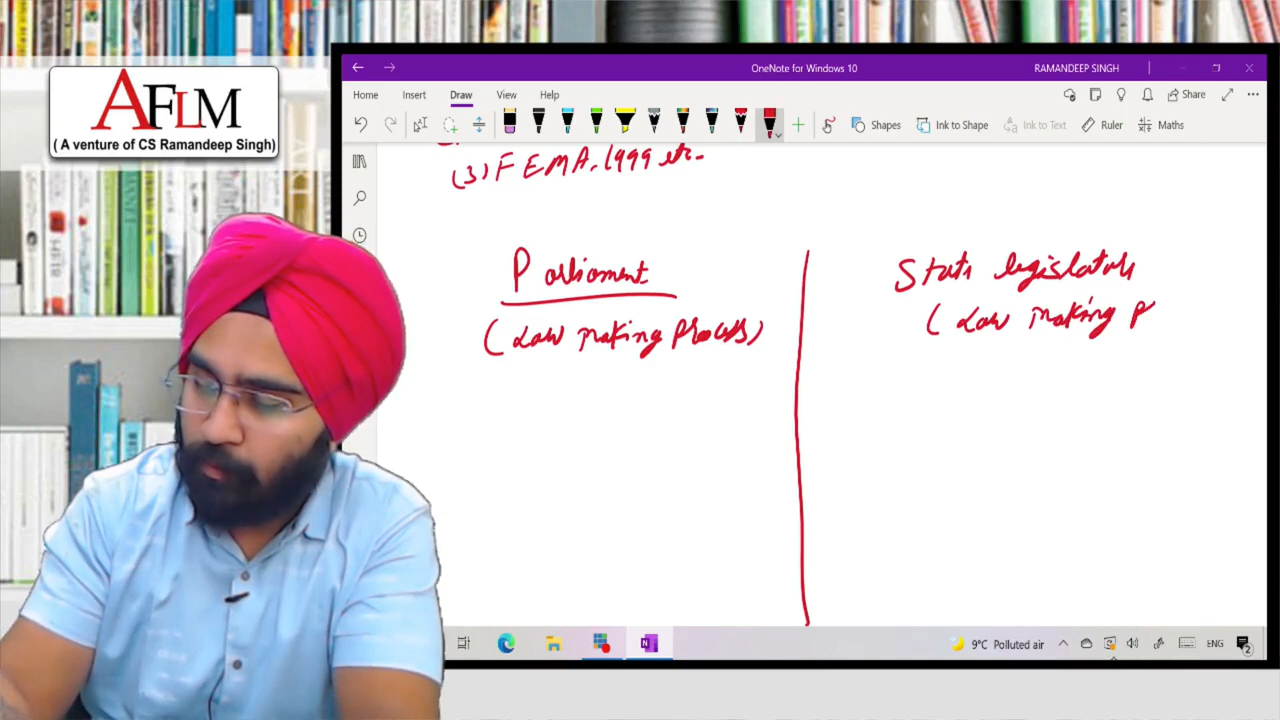 AFLM
( A venture of CS Ramandeep Singh)
OneNote for Windows 10
RAMANDEEP SINGH
Home Insert Draw View Help
Share
Shapes Ink to Shape Ink to Text Ruler Maths
(3) FEMA, 1999 etc.
Parliament
(Law making Process)
State legislature
(Law making P
9°C Polluted air
ENG
2